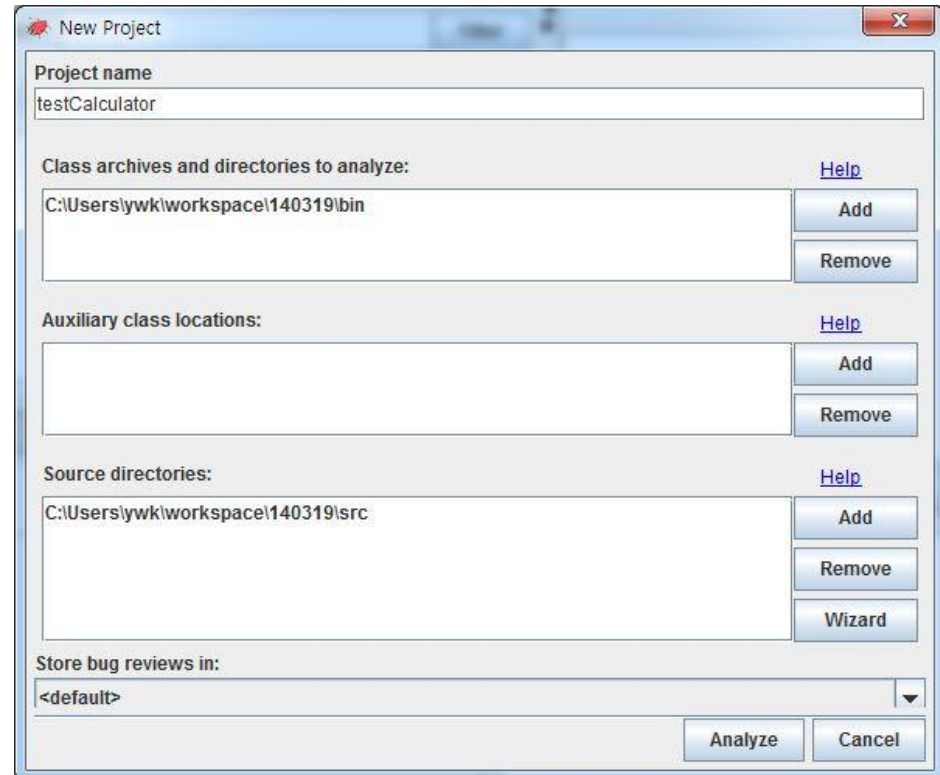 New Project
Project name
testCalculator
Class archives and directories to analyze:
Help
C:\Users\ywk\workspace\140319\bin
Add
Remove
Auxiliary class locations:
Help
Add
Remove
Source directories:
Help
C:\Users\ywk\workspace\140319\src
Add
Remove
Wizard
Store bug reviews in:
<default>
Analyze
Cancel